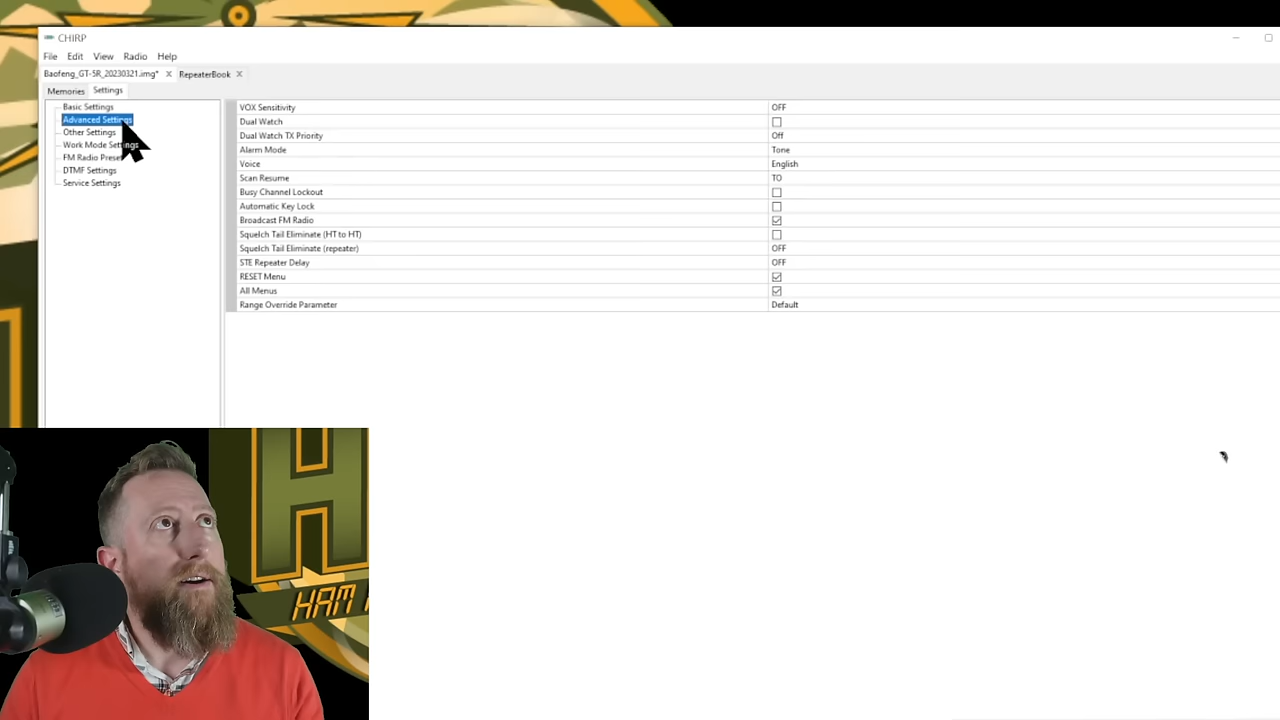 CHIRP
File Edit View Radio Help
Baofeng_GT-5R_20230321.img* X RepeaterBook X
Memories Settings
Basic Settings
Advanced Settings
Other Settings
Work Mode Settings
FM Radio Preset
DTMF Settings
Service Settings
VOX Sensitivity OFF
Dual Watch
Dual Watch TX Priority Off
Alarm Mode Tone
Voice English
Scan Resume TO
Busy Channel Lockout
Automatic Key Lock
Broadcast FM Radio
Squelch Tail Eliminate (HT to HT)
Squelch Tail Eliminate (repeater) OFF
STE Repeater Delay OFF
RESET Menu
All Menus
Range Override Parameter Default
H
HAM